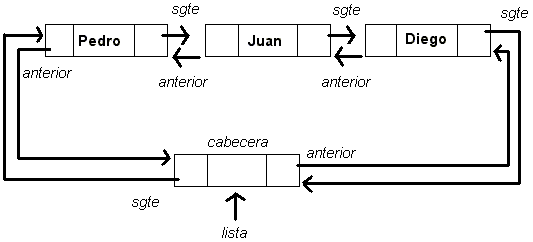 sgte sgte sgte
Pedro Juan Diego
anterior anterior anterior
cabecera
anterior
sgte
lista